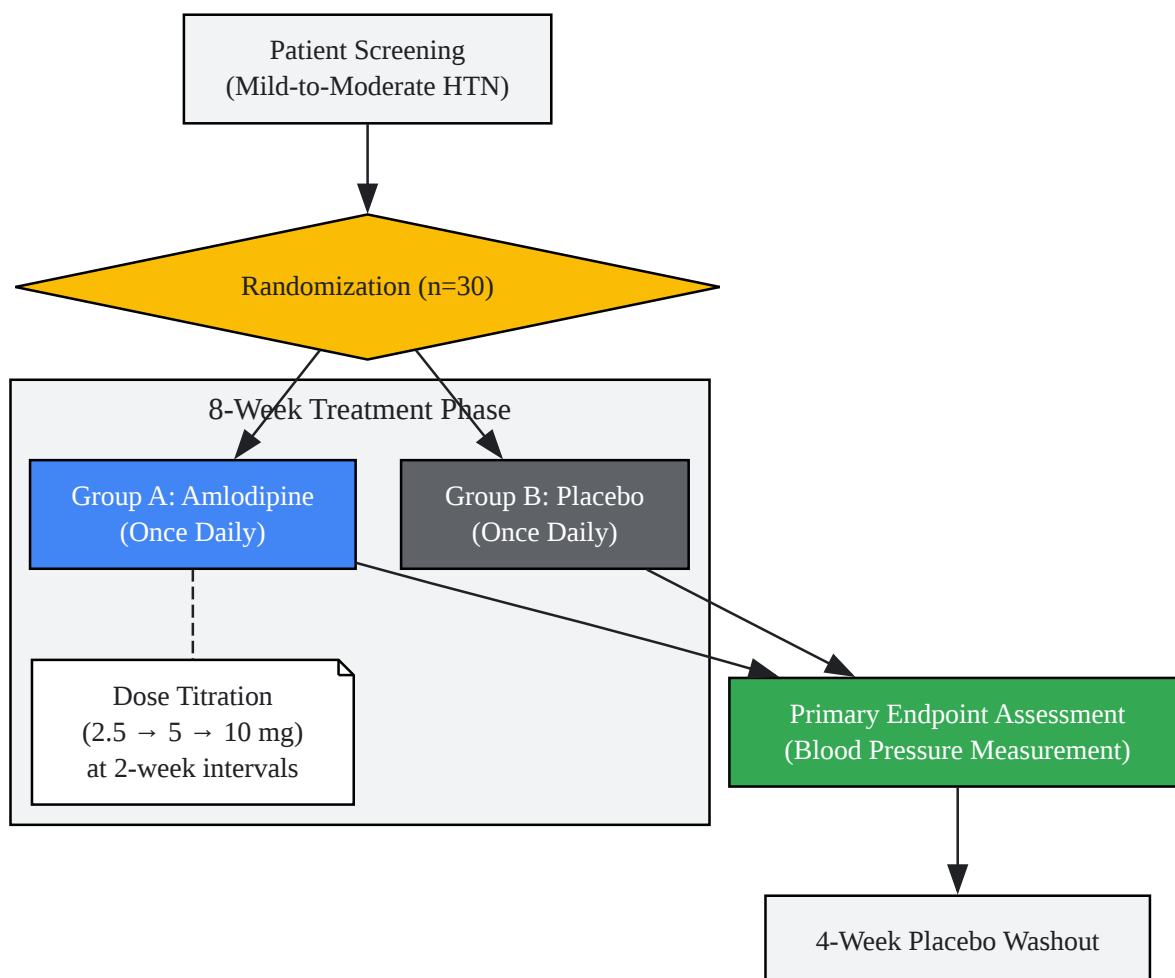 Patient Screening
(Mild-to-Moderate HTN)
Randomization (n=30)
8-Week Treatment Phase
Group A: Amlodipine
(Once Daily)
Group B: Placebo
(Once Daily)
Dose Titration
(2.5 → 5 → 10 mg)
at 2-week intervals
Primary Endpoint Assessment
(Blood Pressure Measurement)
4-Week Placebo Washout